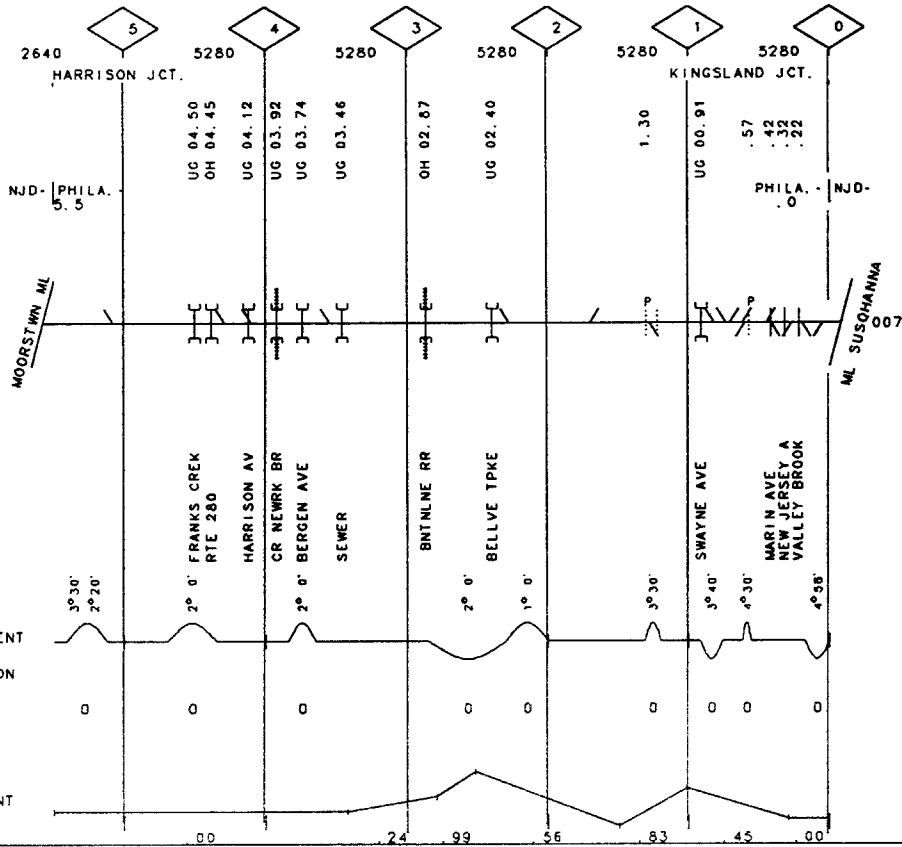 5 4 3 2 1 0
2640 5280 5280 5280 5280 5280
HARRISON JCT. KINGSLAND JCT.
UG 04.50
OH 04.45
UG 04.12
UG 03.92
UG 03.74
UG 03.46
OH 02.87
UG 02.40
1.30
UG 00.91
.57
.42
.32
.22
NJD- PHILA.
5.5
PHILA. - NJD-
.0
MOORSTWN ML
P P
ML SUSQHANNA
007
FRANKS CREK
RTE 280
HARRISON AV
CR NEWRK BR
BERGEN AVE
SEWER
BNTNLNE RR
BELLVE TPKE
SWAYNE AVE
MARIN AVE
NEW JERSEY A
VALLEY BROOK
3° 30'
2° 20'
2° 0'
2° 0'
2° 0'
1° 0'
3° 30'
3° 40'
4° 30'
4° 58'
ENT
ON
0 0 0 0 0 0 0 0 0
NT
.00 .24 .99 .56 .83 .45 .00